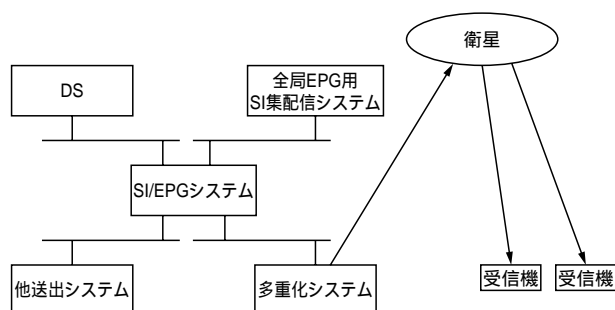 衛星
DS
全局EPG用
SI集配信システム
SI/EPGシステム
他送出システム
多重化システム
受信機
受信機